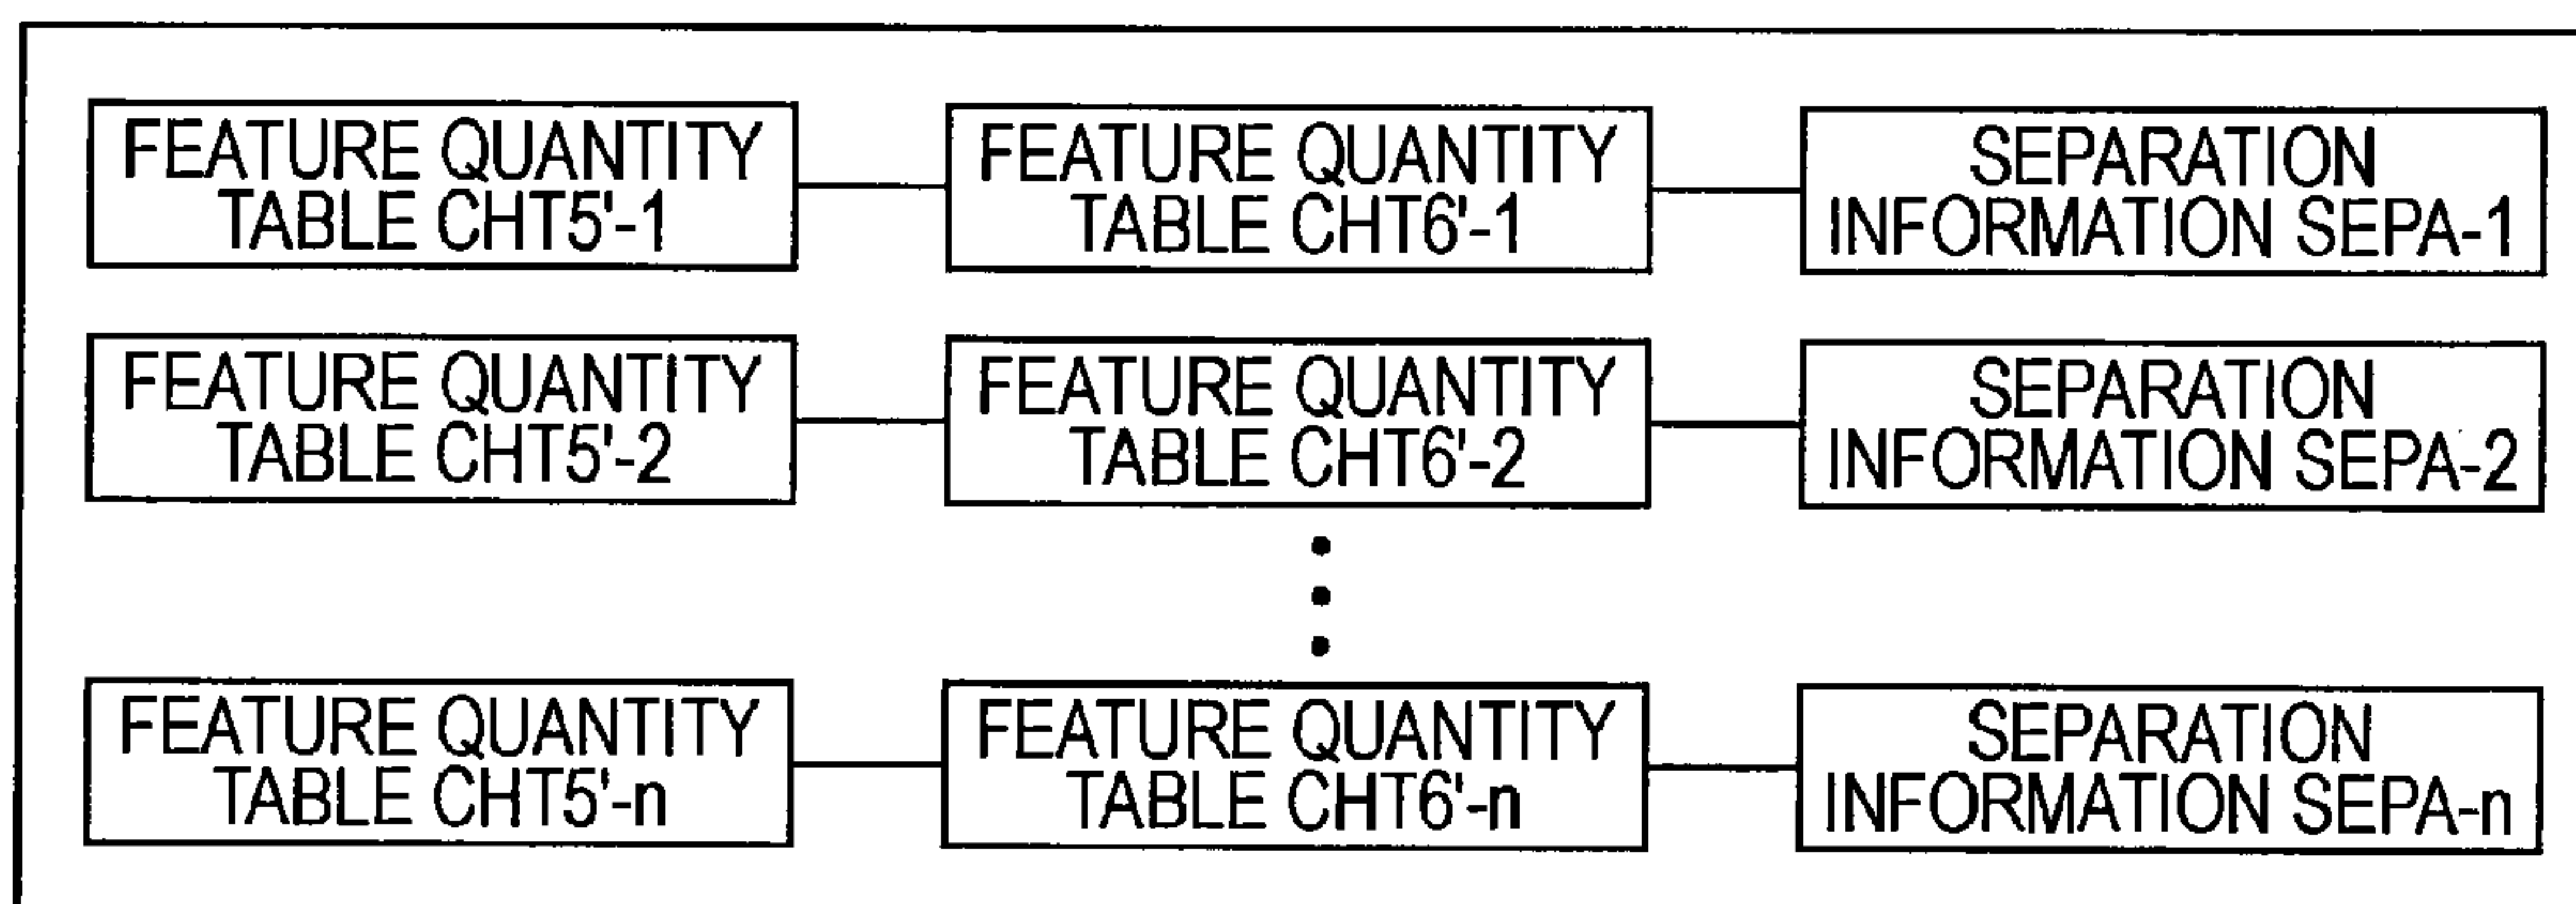 FEATURE QUANTITY
TABLE CHT5'-1
FEATURE QUANTITY
TABLE CHT6'-1
SEPARATION
INFORMATION SEPA-1
FEATURE QUANTITY
TABLE CHT5'-2
FEATURE QUANTITY
TABLE CHT6'-2
SEPARATION
INFORMATION SEPA-2
FEATURE QUANTITY
TABLE CHT5'-n
FEATURE QUANTITY
TABLE CHT6'-n
SEPARATION
INFORMATION SEPA-n